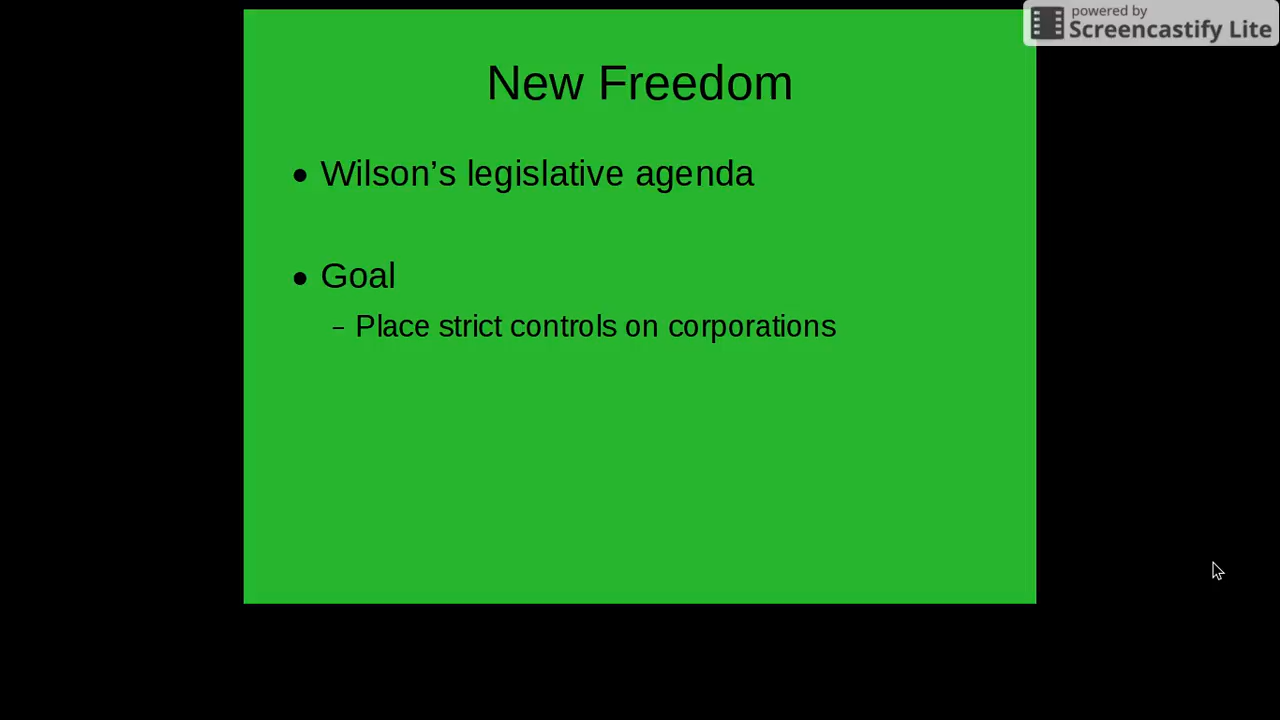 powered by
Screencastify Lite
New Freedom
• Wilson’s legislative agenda
• Goal
– Place strict controls on corporations